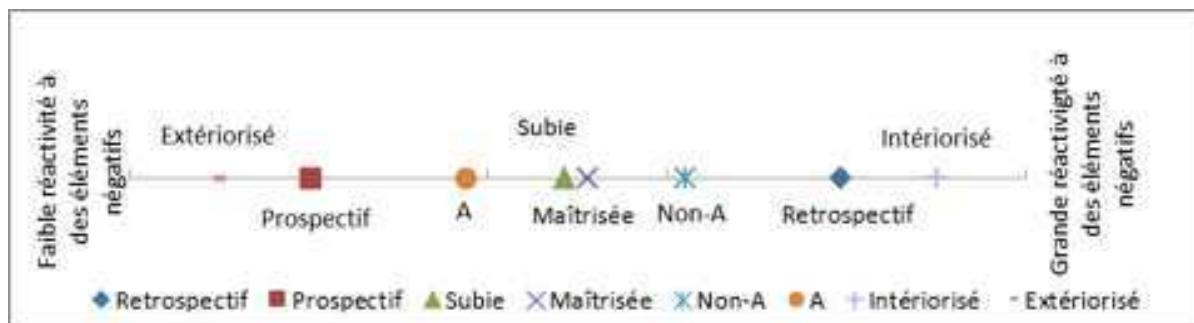 Faible réactivité à
des éléments
négatifs
Extériorisé
Prospectif
A
Subie
Maîtrisée
Non-A
Retrospectif
Intériorisé
Grande réactivigté à
des éléments
négatifs
Retrospectif Prospectif Subie Maîtrisée Non-A A Intériorisé Extériorisé